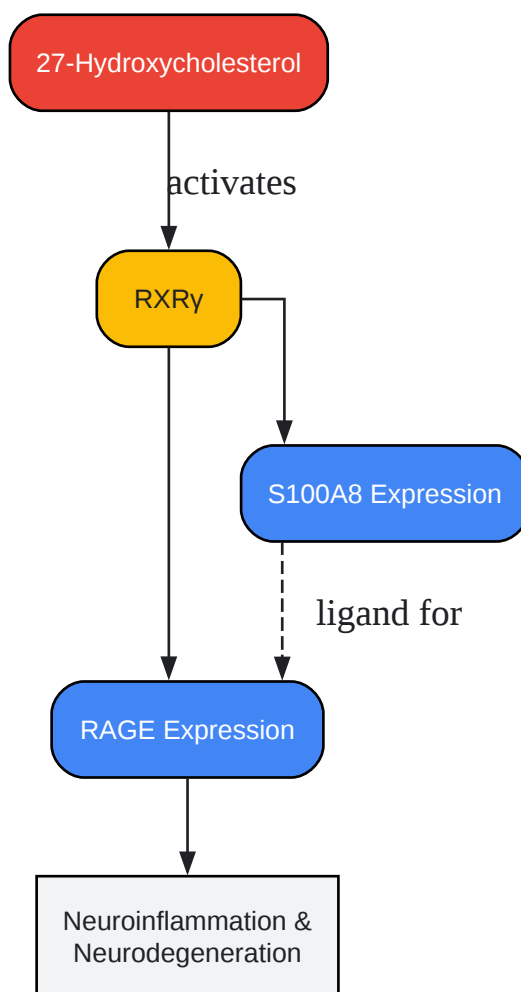 27-Hydroxycholesterol
activates
RXRγ
S100A8 Expression
ligand for
RAGE Expression
Neuroinflammation &
Neurodegeneration